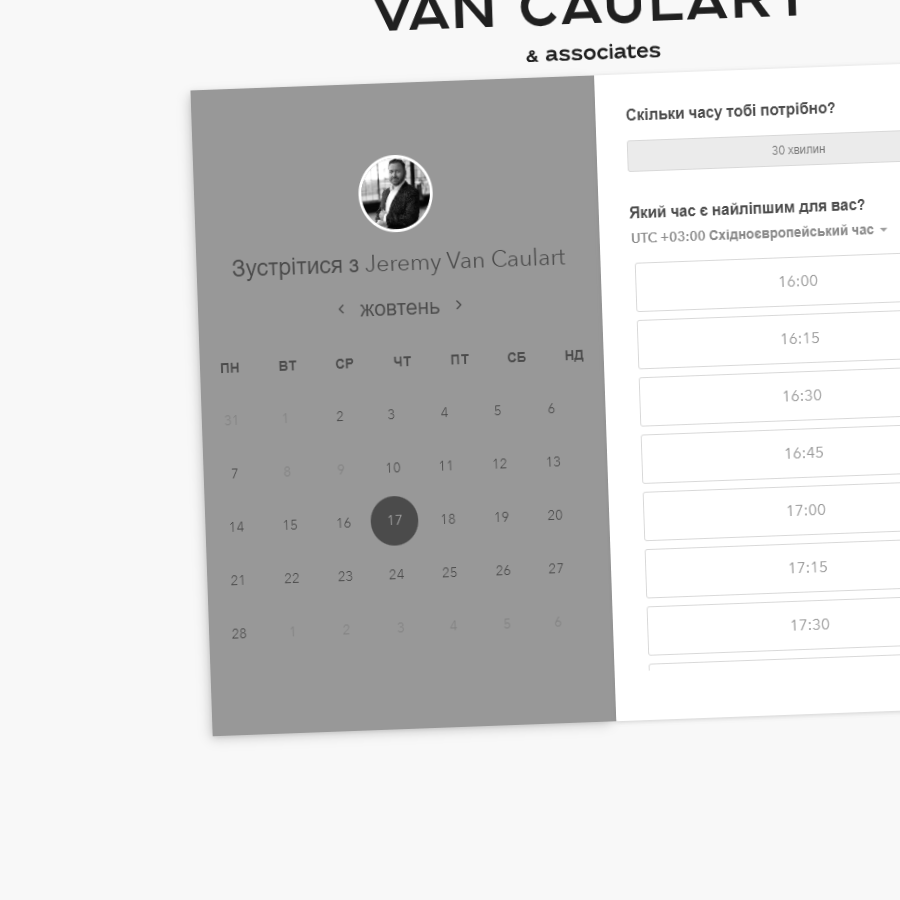 VAN CAULART
& associates
Зустрітися з Jeremy Van Caulart
жовтень
ПН ВТ СР ЧТ ПТ СБ НД
31 1 2 3 4 5 6
7 8 9 10 11 12 13
14 15 16 17 18 19 20
21 22 23 24 25 26 27
28 1 2 3 4 5 6
Скільки часу тобі потрібно?
30 хвилин
Який час є найліпшим для вас?
UTC +03:00 Східноєвропейський час
16:00
16:15
16:30
16:45
17:00
17:15
17:30